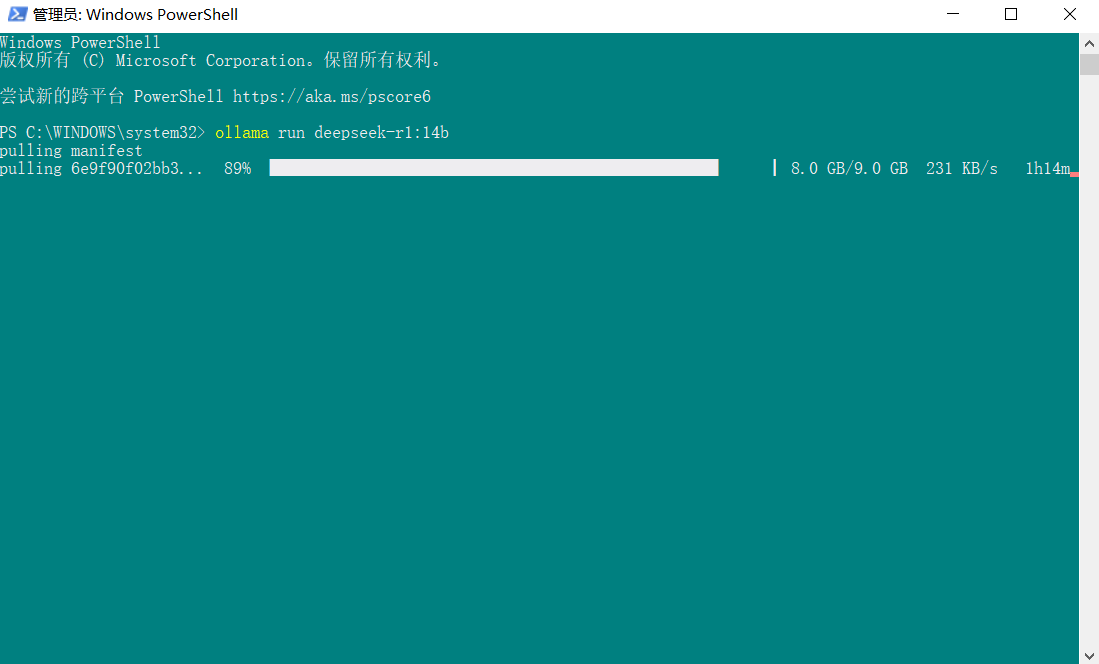 管理员: Windows PowerShell
Windows PowerShell
版权所有 (C) Microsoft Corporation。保留所有权利。
尝试新的跨平台 PowerShell https://aka.ms/pscore6
PS C:\WINDOWS\system32> ollama run deepseek-r1:14b
pulling manifest
pulling 6e9f90f02bb3... 89% 8.0 GB/9.0 GB 231 KB/s 1h14m